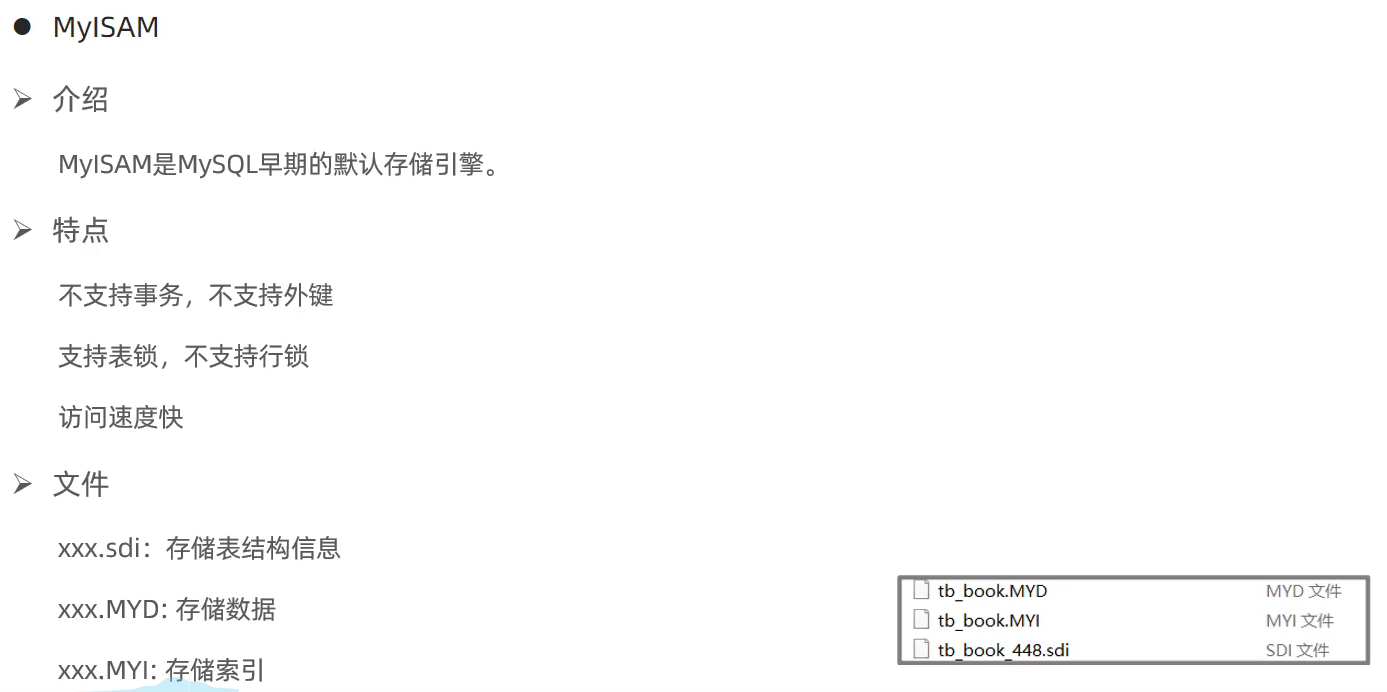 ● MyISAM
➢ 介绍
MyISAM是MySQL早期的默认存储引擎。
➢ 特点
不支持事务，不支持外键
支持表锁，不支持行锁
访问速度快
➢ 文件
xxx.sdi：存储表结构信息
xxx.MYD: 存储数据
xxx.MYI: 存储索引
tb_book.MYD MYD 文件
tb_book.MYI MYI 文件
tb_book_448.sdi SDI 文件